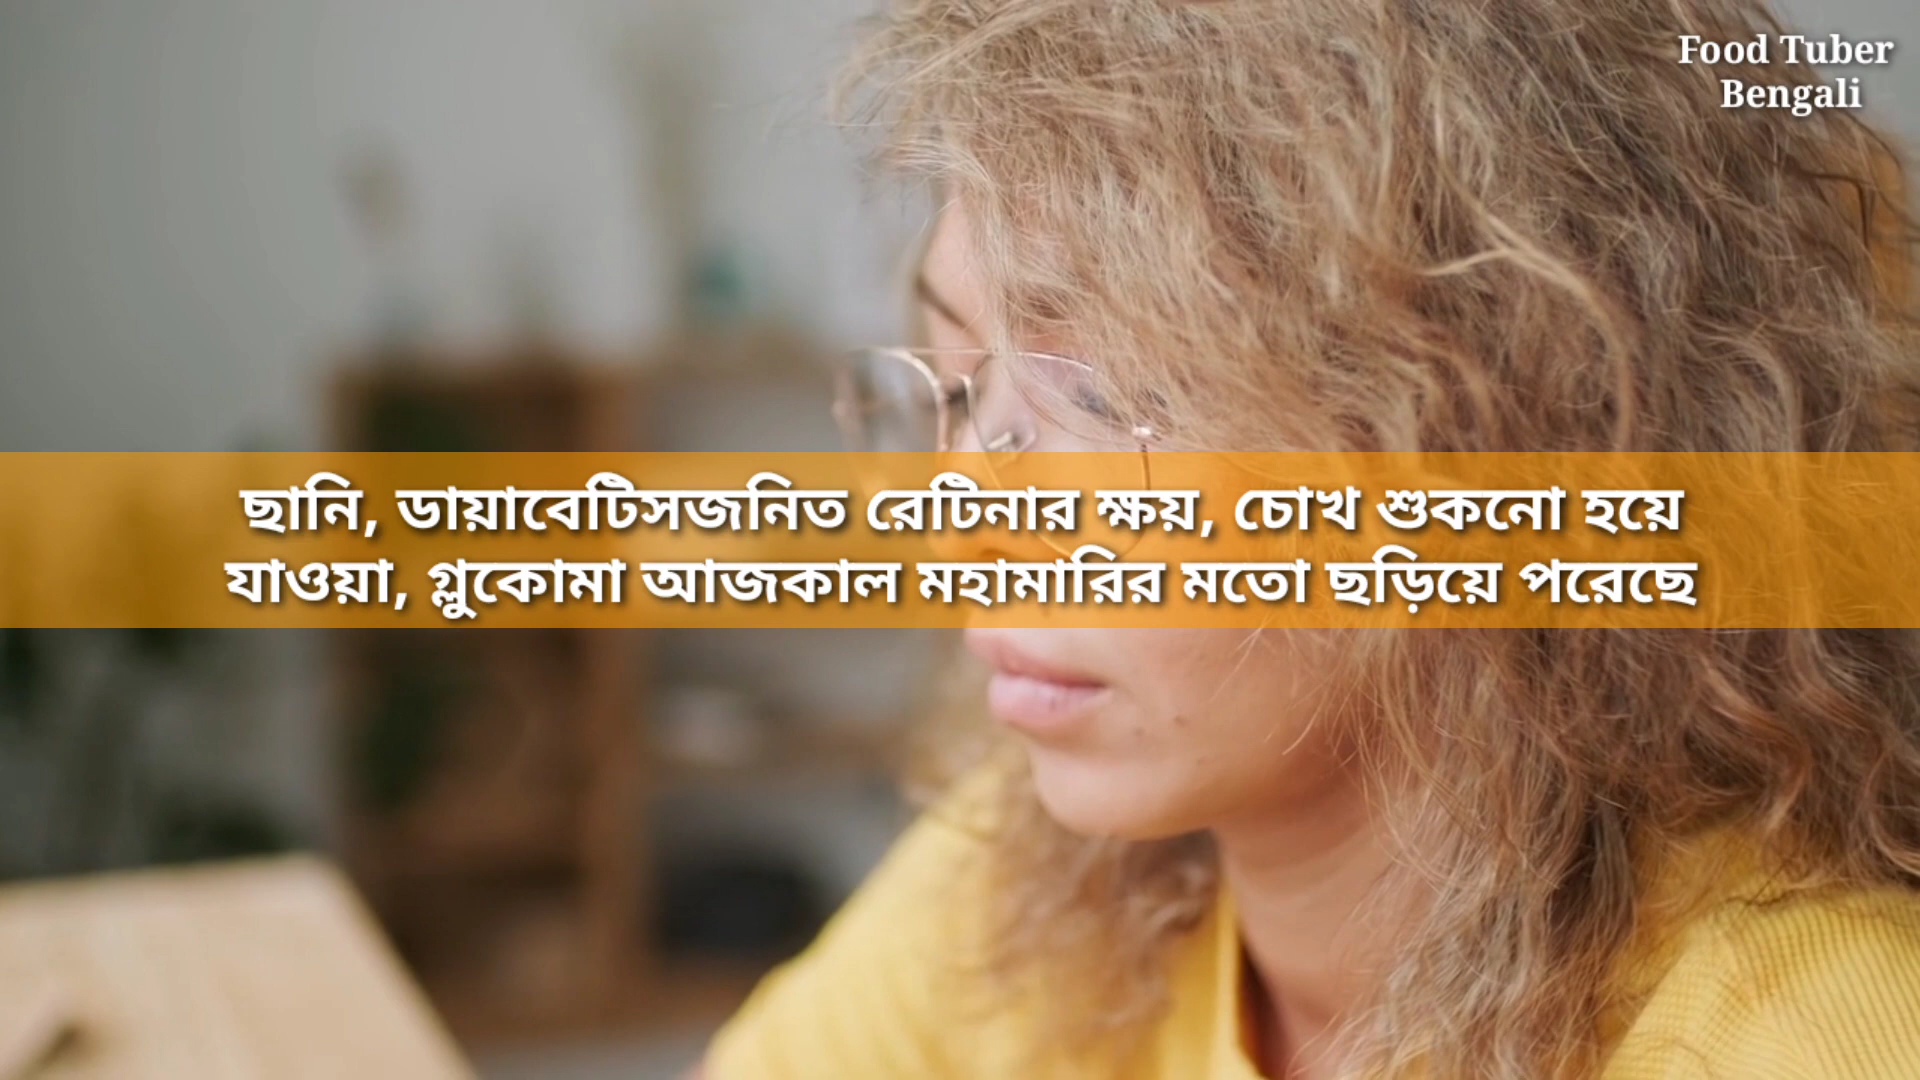 Food Tuber
Bengali
ছানি, ডায়াবেটিসজনিত রেটিনার ক্ষয়, চোখ শুকনো হয়ে
যাওয়া, গ্লুকোমা আজকাল মহামারির মতো ছড়িয়ে পরেছে